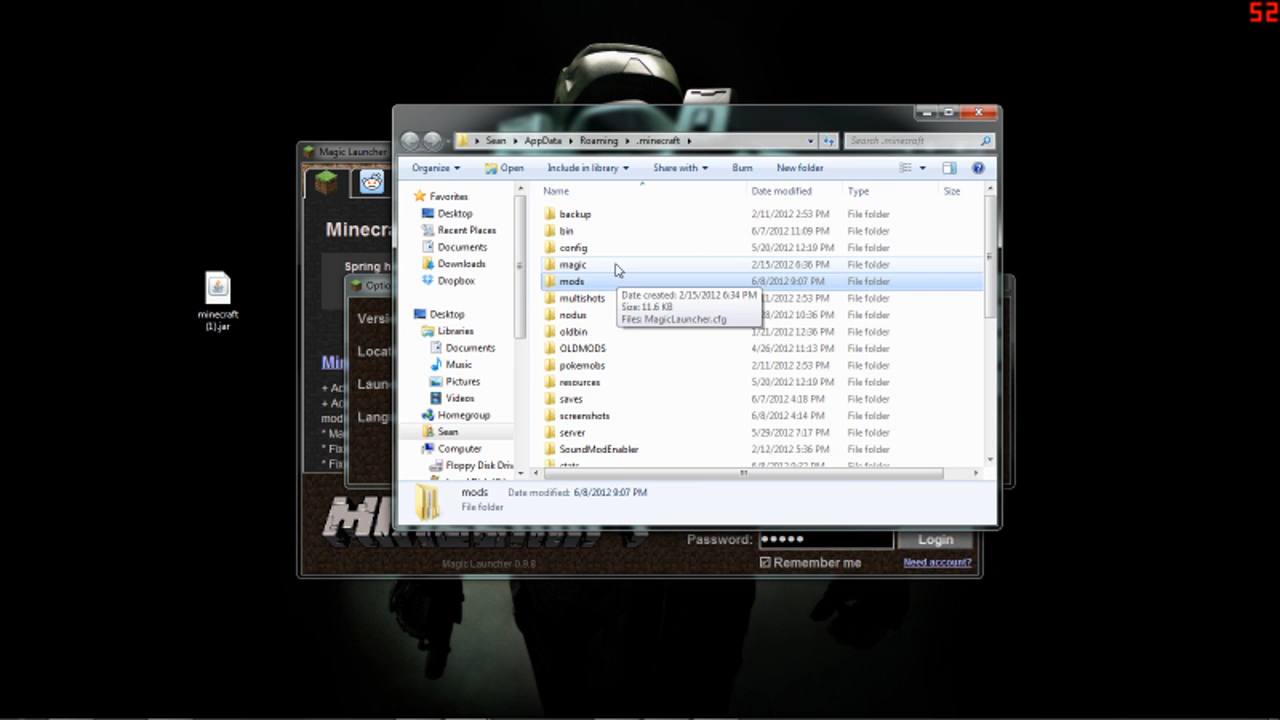 52
Sean AppData Roaming .minecraft
Search .minecraft
Magic Launcher
Organize Open Include in library Share with Burn New folder
Favorites
Desktop
Recent Places
Documents
Downloads
Dropbox
Desktop
Libraries
Documents
Music
Pictures
Videos
Homegroup
Sean
Computer
Floppy Disk Driv
Name Date modified Type Size
backup 2/11/2012 2:53 PM File folder
bin 6/7/2012 11:09 PM File folder
config 5/20/2012 12:19 PM File folder
magic 2/15/2012 6:36 PM File folder
mods 6/8/2012 9:07 PM File folder
multishots 11/2012 2:53 PM File folder
nodus 28/2012 10:36 PM File folder
oldbin 1/21/2012 12:36 PM File folder
OLDMODS 4/26/2012 11:13 PM File folder
pokemobs 2/11/2012 2:53 PM File folder
resources 5/20/2012 12:19 PM File folder
saves 6/7/2012 4:18 PM File folder
screenshots 6/8/2012 4:14 PM File folder
server 5/29/2012 7:17 PM File folder
SoundModEnabler 2/12/2012 5:36 PM File folder
stats
Date created: 2/15/2012 6:34 PM
Size: 11.6 KB
Files: MagicLauncher.cfg
mods Date modified: 6/8/2012 9:07 PM
File folder
minecraft
(1).jar
Minecra
Spring h
Optio
Versi
Locat
Laun
Lang
Min
+ Ac
+ Ac
mod
* Ma
* Fix
* Fix
Password: Login
Remember me Need account?
Magic Launcher 0.9.8